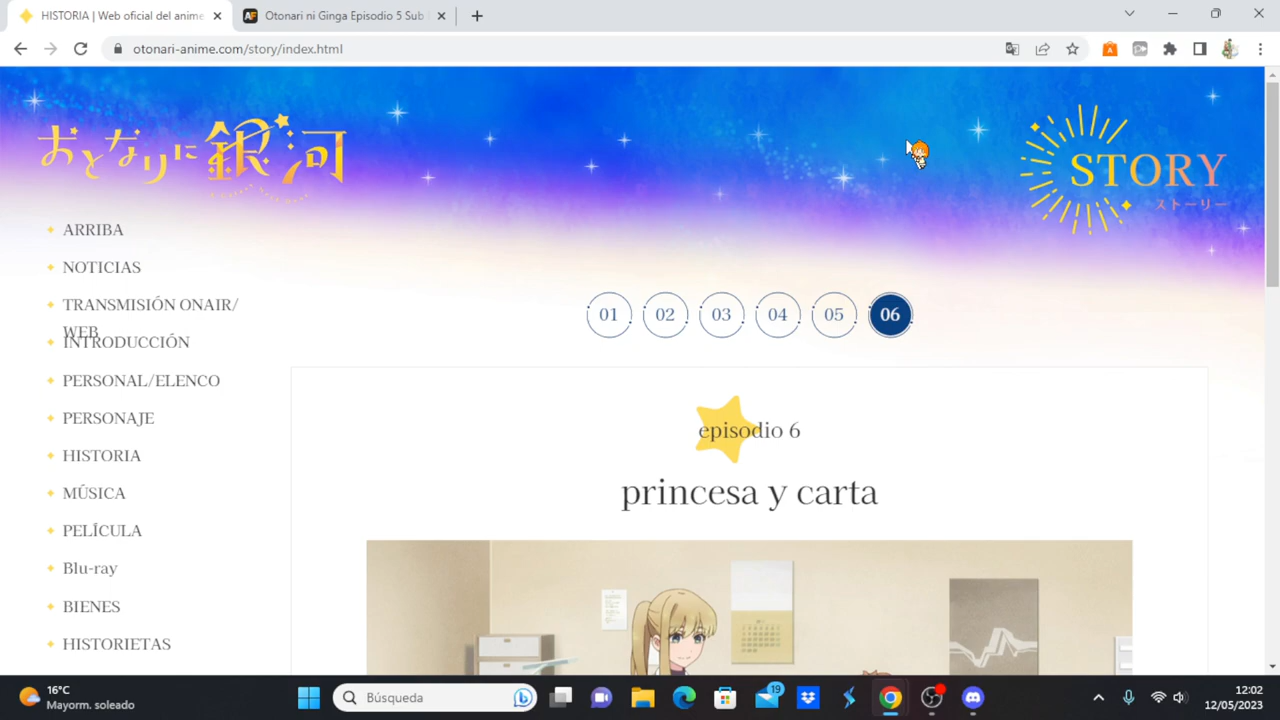 HISTORIA | Web oficial del anime
Otonari ni Ginga Episodio 5 Sub
otonari-anime.com/story/index.html
おとなりに銀河
STORY
ストーリー
ARRIBA
NOTICIAS
TRANSMISIÓN ONAIR/
WEB
INTRODUCCIÓN
PERSONAL/ELENCO
PERSONAJE
HISTORIA
MÚSICA
PELÍCULA
Blu-ray
BIENES
HISTORIETAS
01 02 03 04 05 06
episodio 6
princesa y carta
16°C
Mayorm. soleado
Búsqueda
19
12:02
12/05/2023